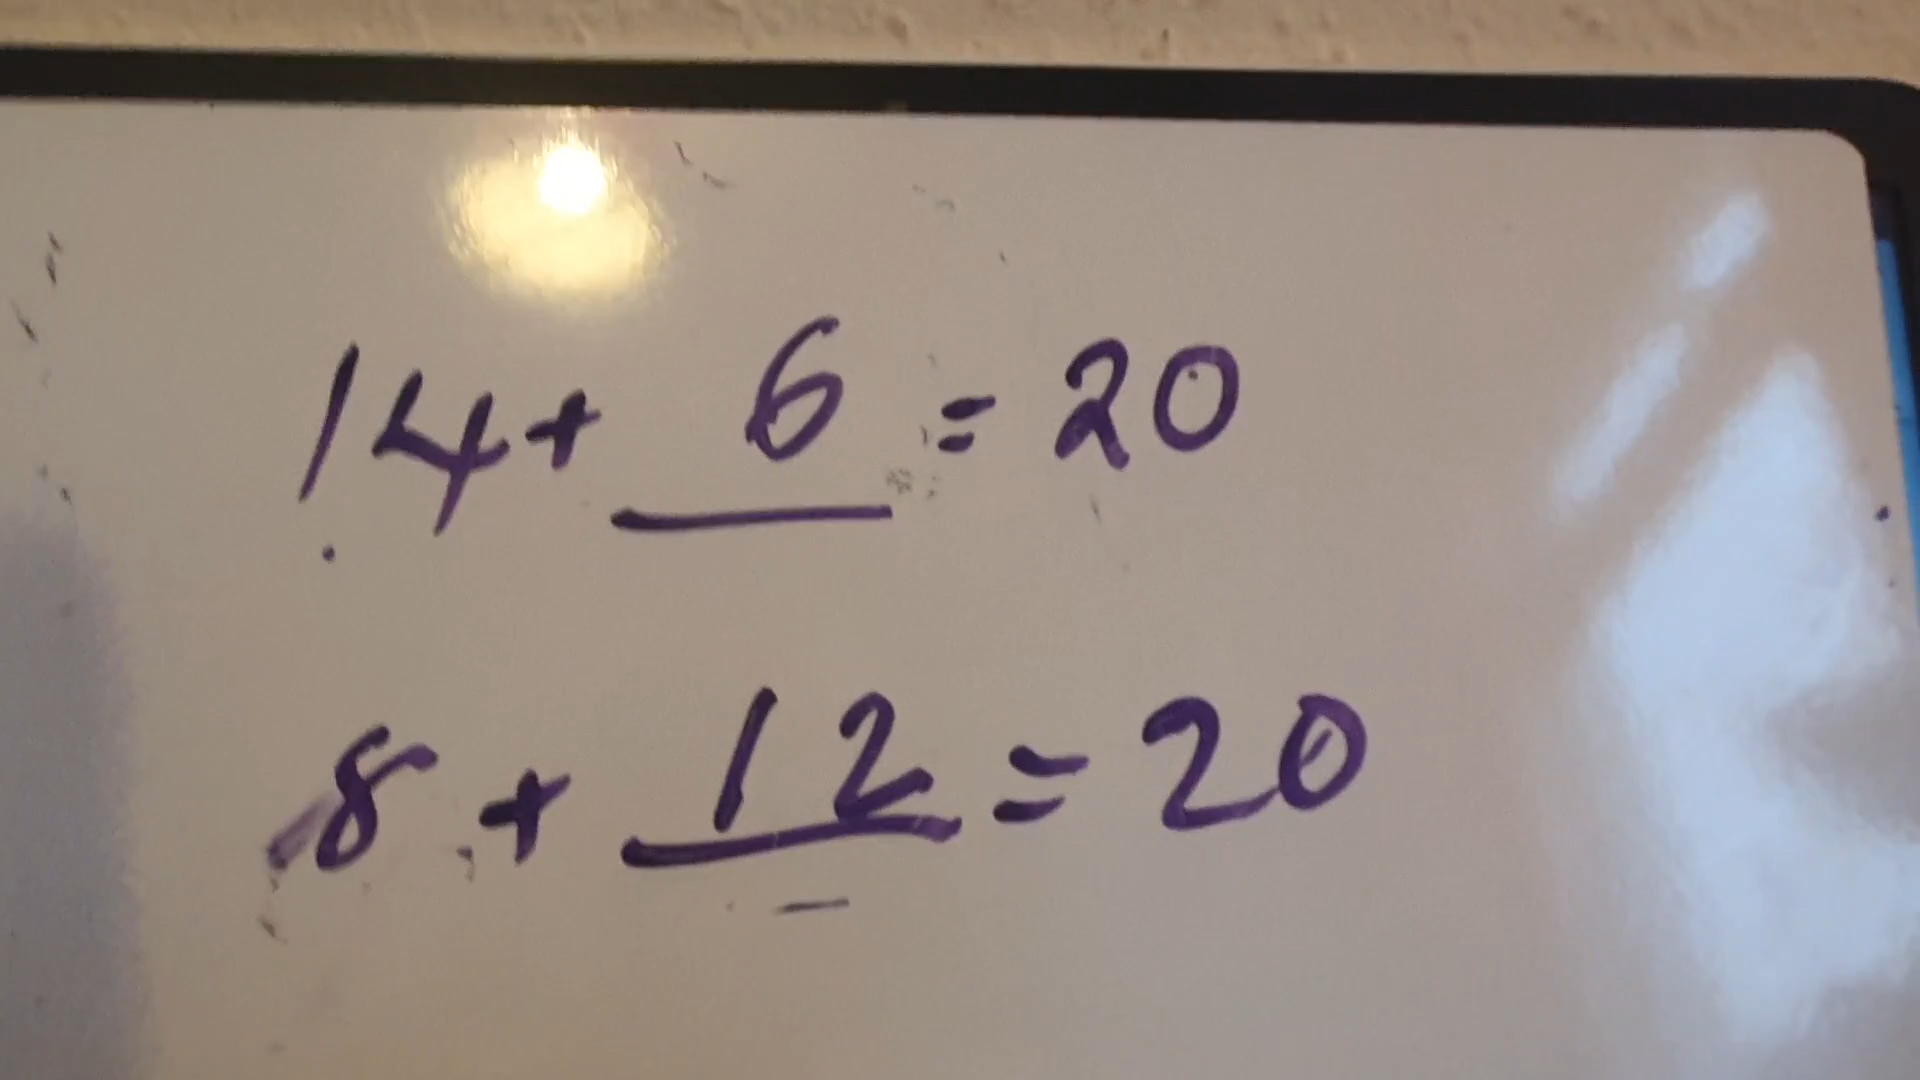 14 + 6 = 20
8 + 12 = 20